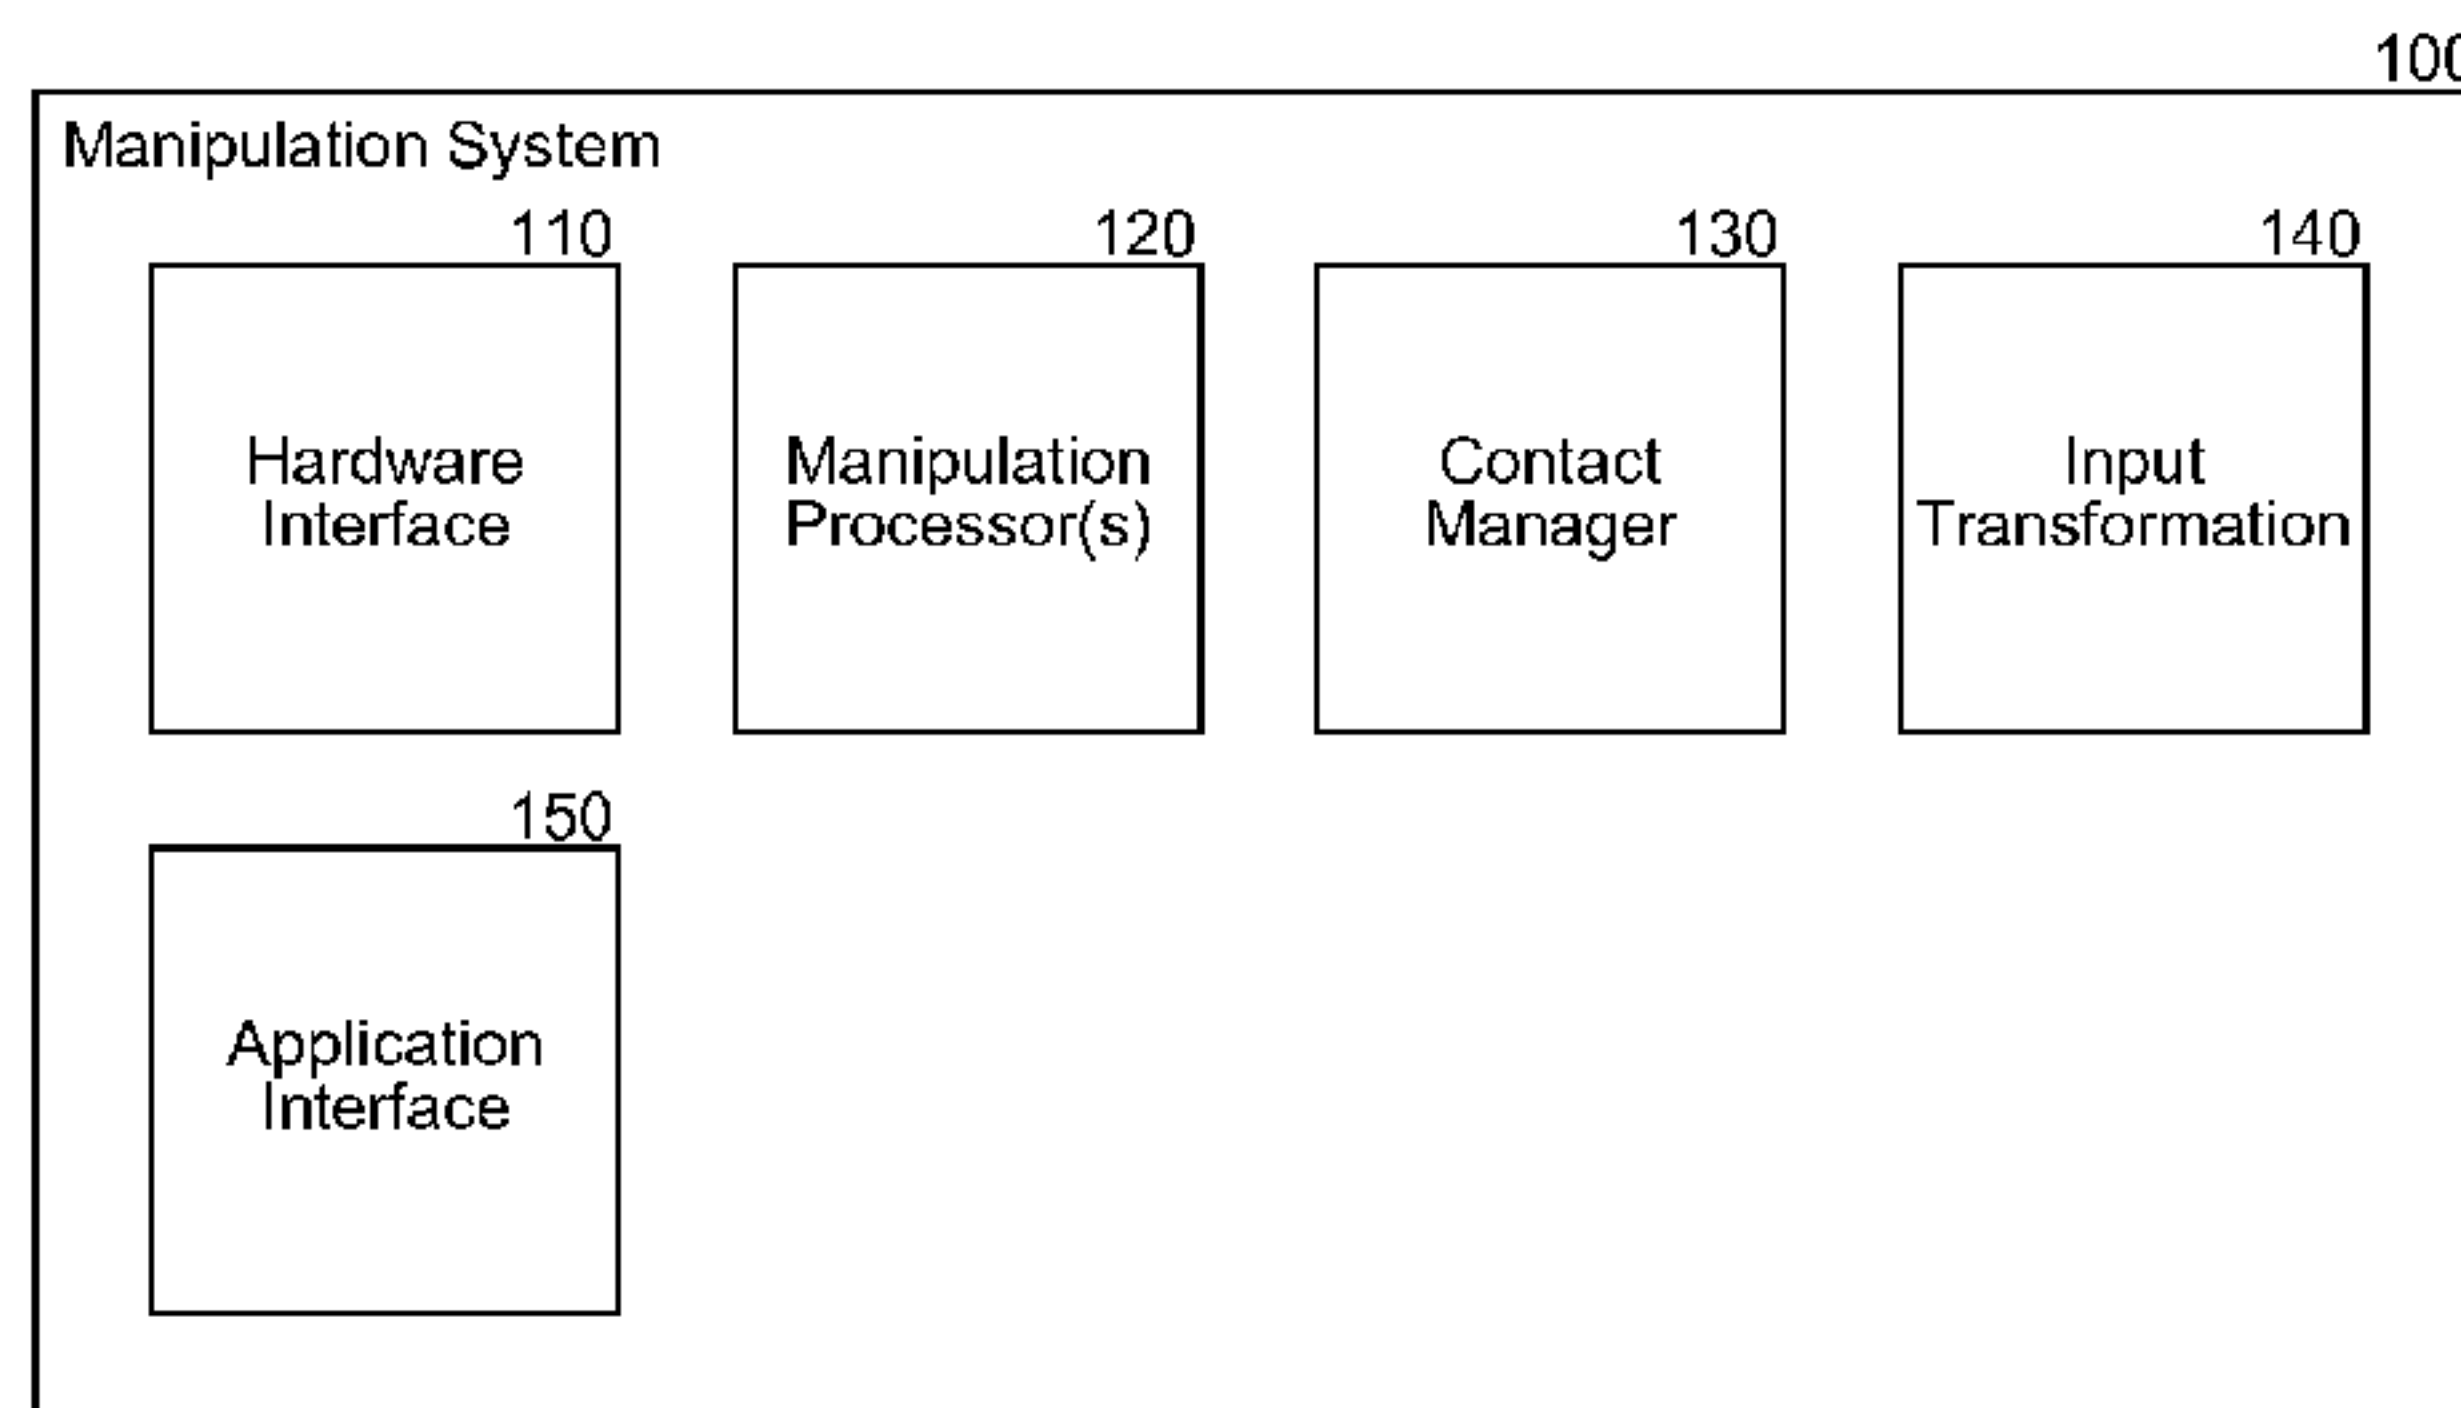 100
Manipulation System
110
120
130
140
Hardware
Interface
Manipulation
Processor(s)
Contact
Manager
Input
Transformation
150
Application
Interface